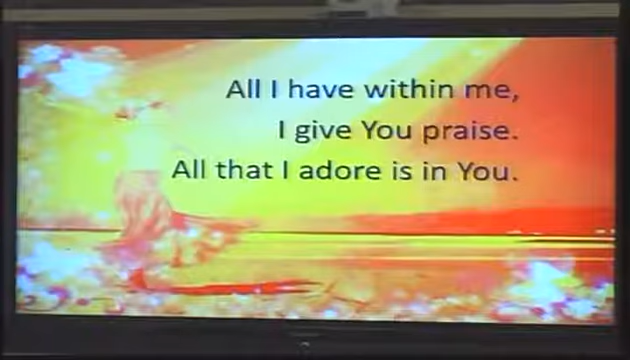 All I have within me,
I give You praise.
All that I adore is in You.